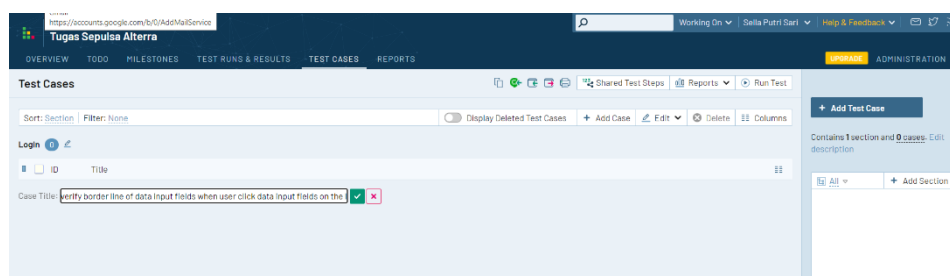 https://accounts.google.com/b/0/AddMailService
Tugas Sepulsa Alterra
Working On Sella Putri Sari Help & Feedback
OVERVIEW TODO MILESTONES TEST RUNS & RESULTS TEST CASES REPORTS
UPGRADE ADMINISTRATION
Test Cases
Shared Test Steps Reports Run Test
+ Add Test Case
Sort: Section Filter: None
Display Deleted Test Cases + Add Case Edit Delete Columns
Contains 1 section and 0 cases. Edit
description
Login 0
ID Title
All + Add Section
Case Title: verify border line of data input fields when user click data input fields on the